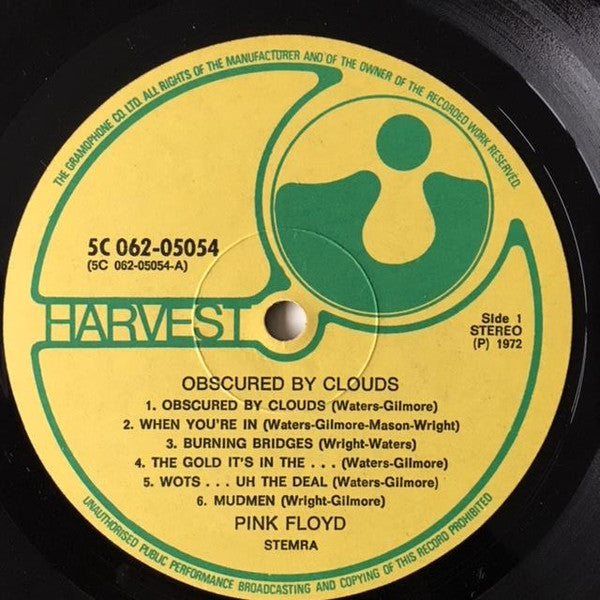 THE GRAMOPHONE CO. LTD. ALL RIGHTS OF THE MANUFACTURER AND OF THE OWNER OF THE RECORDED WORK RESERVED.
5C 062-05054
(5C 062-05054-A)
HARVEST
Side 1
STEREO
(P) 1972
OBSCURED BY CLOUDS
1. OBSCURED BY CLOUDS (Waters-Gilmore)
2. WHEN YOU'RE IN (Waters-Gilmore-Mason-Wright)
3. BURNING BRIDGES (Wright-Waters)
4. THE GOLD IT'S IN THE . . . (Waters-Gilmore)
5. WOTS . . . UH THE DEAL (Waters-Gilmore)
6. MUDMEN (Wright-Gilmore)
PINK FLOYD
STEMRA
UNAUTHORISED PUBLIC PERFORMANCE BROADCASTING AND COPYING OF THIS RECORD PROHIBITED